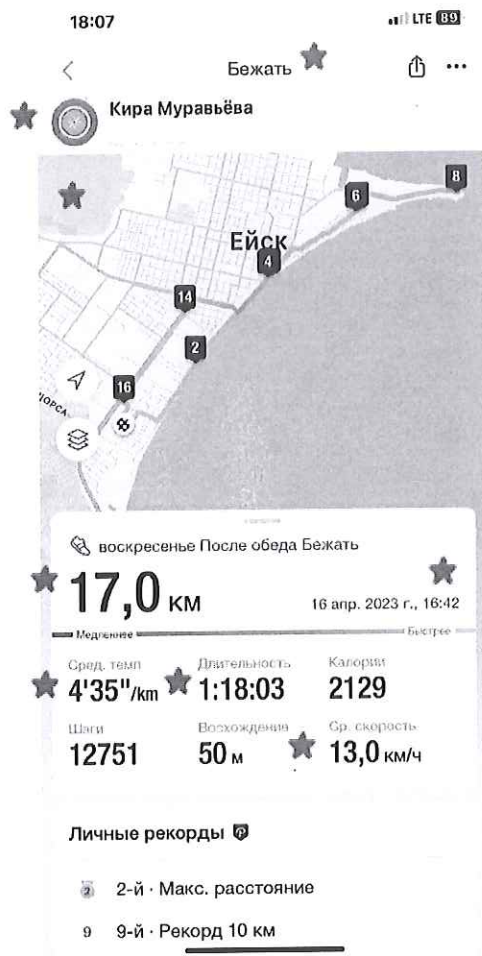 18:07 LTE 89
Бежать
Кира Муравьёва
8
6
Ейск
4
14
2
16
ЮРСА
воскресенье После обеда Бежать
17,0 км
16 апр. 2023 г., 16:42
Медленнее Быстрее
Сред. темп Длительность Калории
4'35"/km 1:18:03 2129
Шаги Восхождение Ср. скорость
12751 50 м 13,0 км/ч
Личные рекорды
2 2-й · Макс. расстояние
9 9-й · Рекорд 10 км